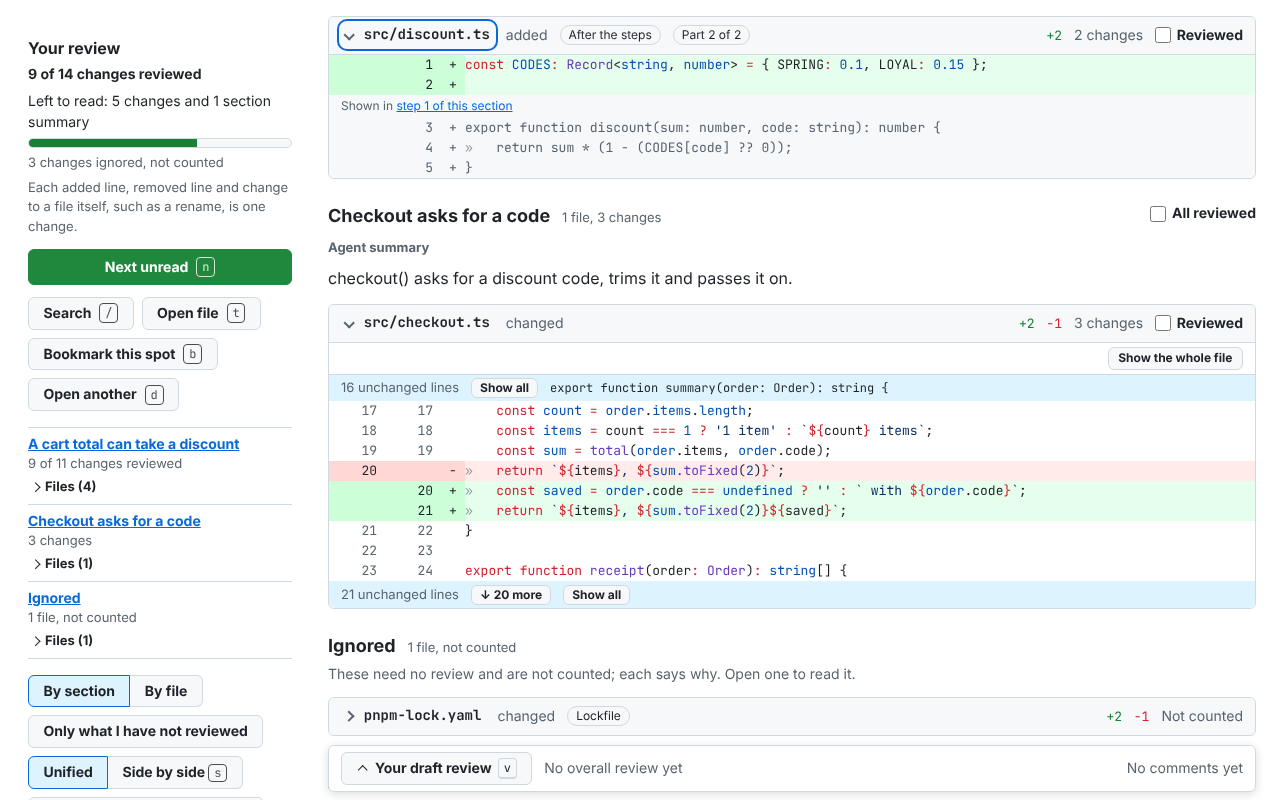 Your review
9 of 14 changes reviewed
Left to read: 5 changes and 1 section
summary
3 changes ignored, not counted
Each added line, removed line and change
to a file itself, such as a rename, is one
change.
Next unread n
Search /
Open file t
Bookmark this spot b
Open another d
A cart total can take a discount
9 of 11 changes reviewed
Files (4)
Checkout asks for a code
3 changes
Files (1)
Ignored
1 file, not counted
Files (1)
By section
By file
Only what I have not reviewed
Unified
Side by side s
src/discount.ts added After the steps Part 2 of 2 +2 2 changes Reviewed
1 + const CODES: Record<string, number> = { SPRING: 0.1, LOYAL: 0.15 };
2 +
Shown in step 1 of this section
3 + export function discount(sum: number, code: string): number {
4 + » return sum * (1 - (CODES[code] ?? 0));
5 + }
Checkout asks for a code 1 file, 3 changes All reviewed
Agent summary
checkout() asks for a discount code, trims it and passes it on.
src/checkout.ts changed +2 -1 3 changes Reviewed
Show the whole file
16 unchanged lines Show all export function summary(order: Order): string {
17 17 const count = order.items.length;
18 18 const items = count === 1 ? '1 item' : `${count} items`;
19 19 const sum = total(order.items, order.code);
20 - » return `${items}, ${sum.toFixed(2)}`;
20 + » const saved = order.code === undefined ? '' : ` with ${order.code}`;
21 + » return `${items}, ${sum.toFixed(2)}${saved}`;
21 22 }
22 23
23 24 export function receipt(order: Order): string[] {
21 unchanged lines ↓ 20 more Show all
Ignored 1 file, not counted
These need no review and are not counted; each says why. Open one to read it.
pnpm-lock.yaml changed Lockfile +2 -1 Not counted
Your draft review v No overall review yet No comments yet